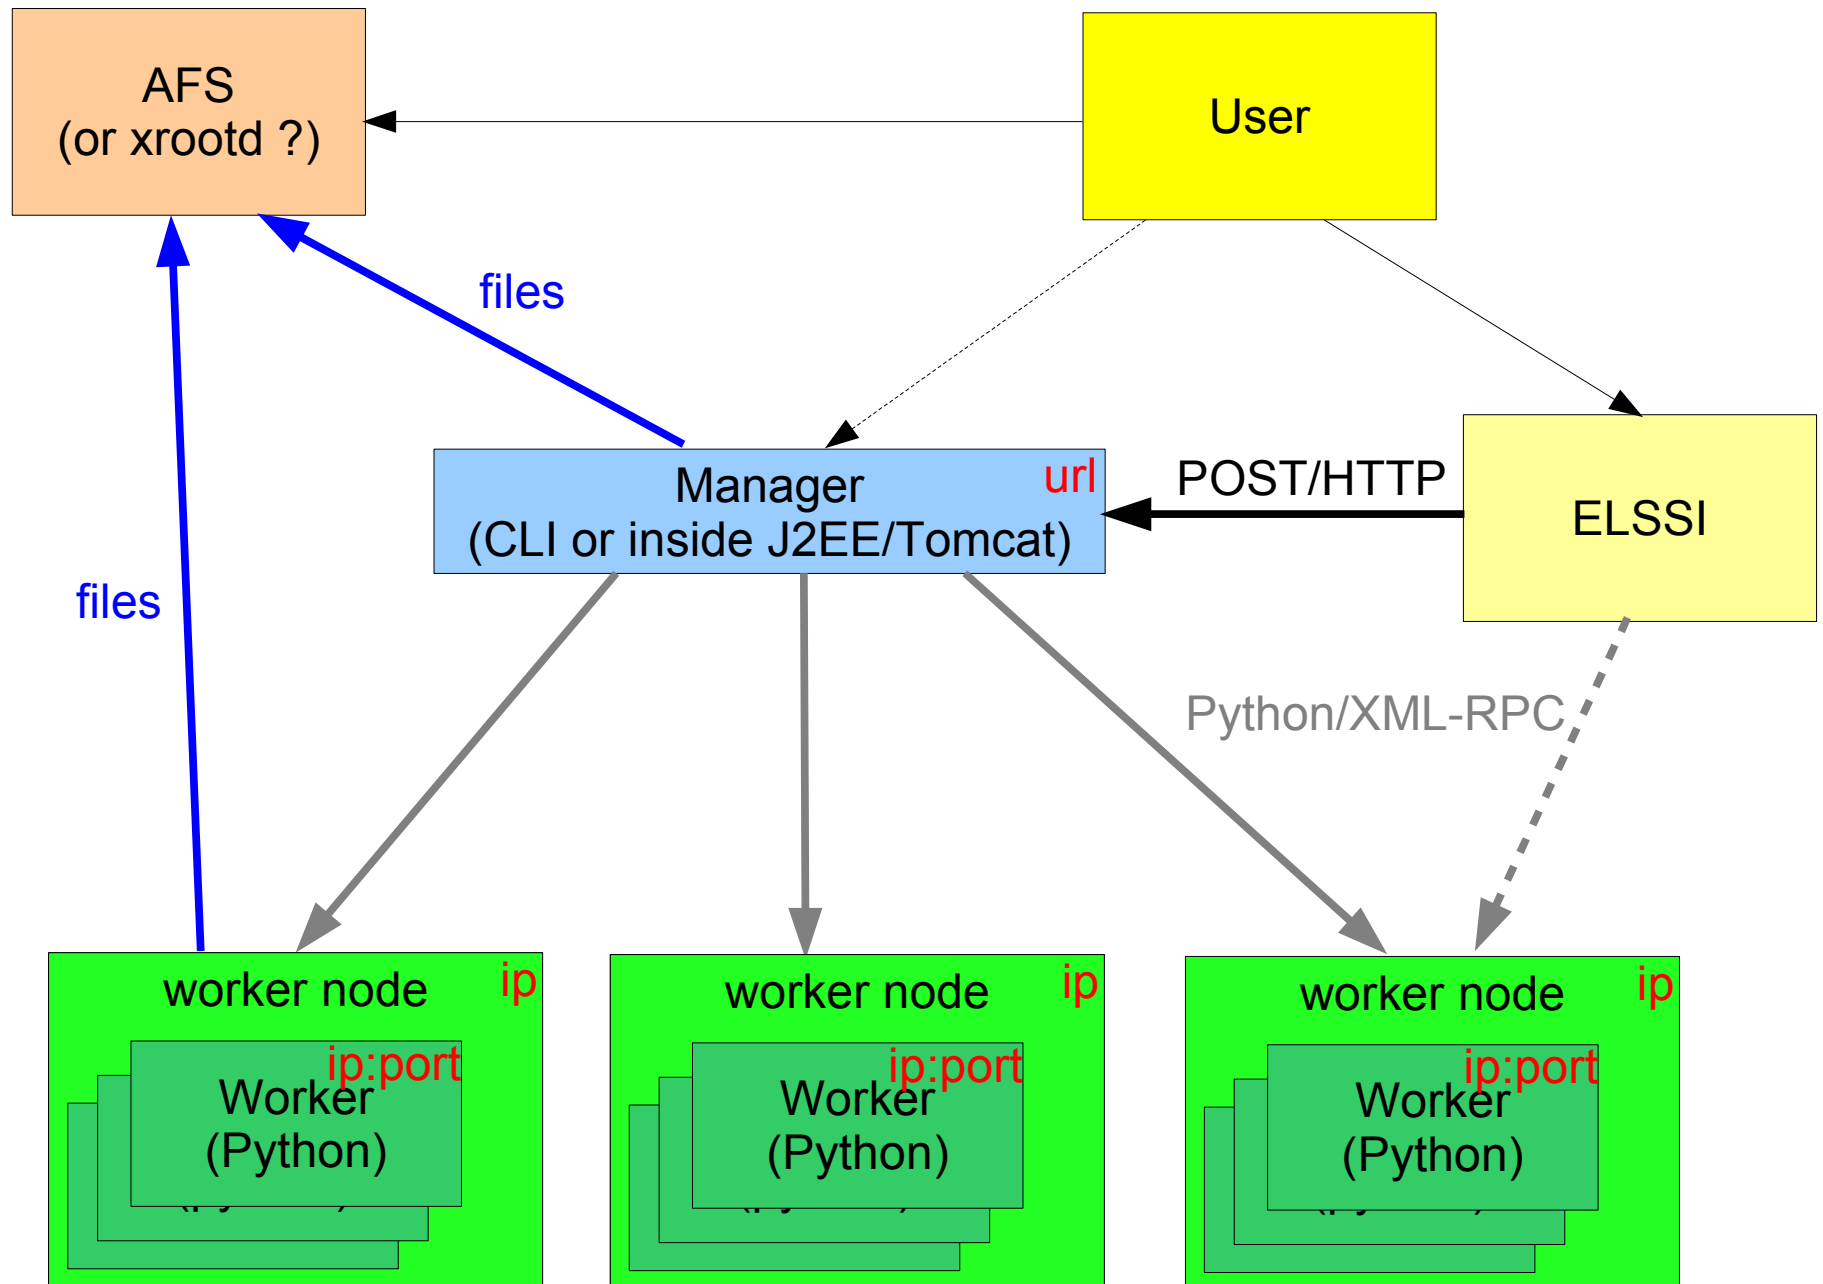 AFS
(or xrootd ?)
User
files
Manager
(CLI or inside J2EE/Tomcat)
url
POST/HTTP
ELSSI
files
Python/XML-RPC
worker node
ip
ip:port
Worker
(Python)
worker node
ip
ip:port
Worker
(Python)
worker node
ip
ip:port
Worker
(Python)